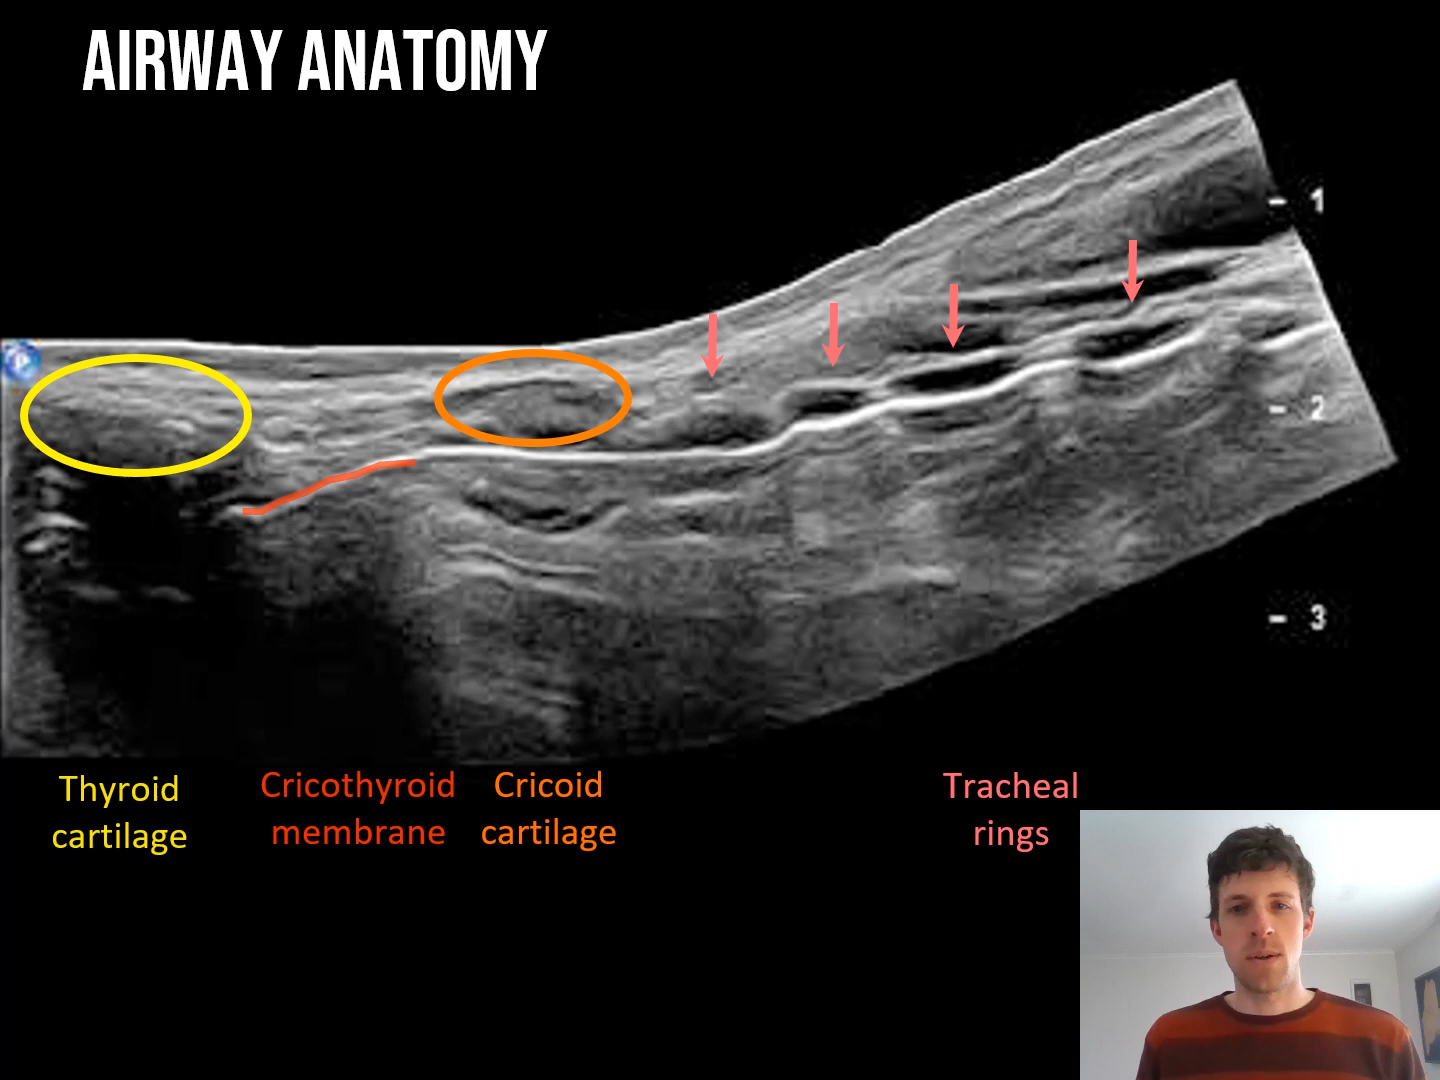 AIRWAY ANATOMY
1
2
3
Thyroid
cartilage
Cricothyroid
membrane
Cricoid
cartilage
Tracheal
rings